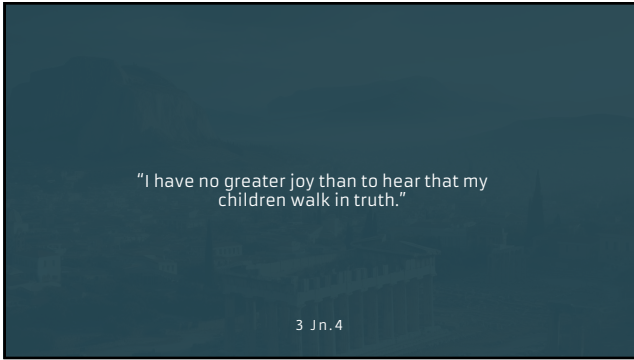 “I have no greater joy than to hear that my
children walk in truth.”
3 Jn.4